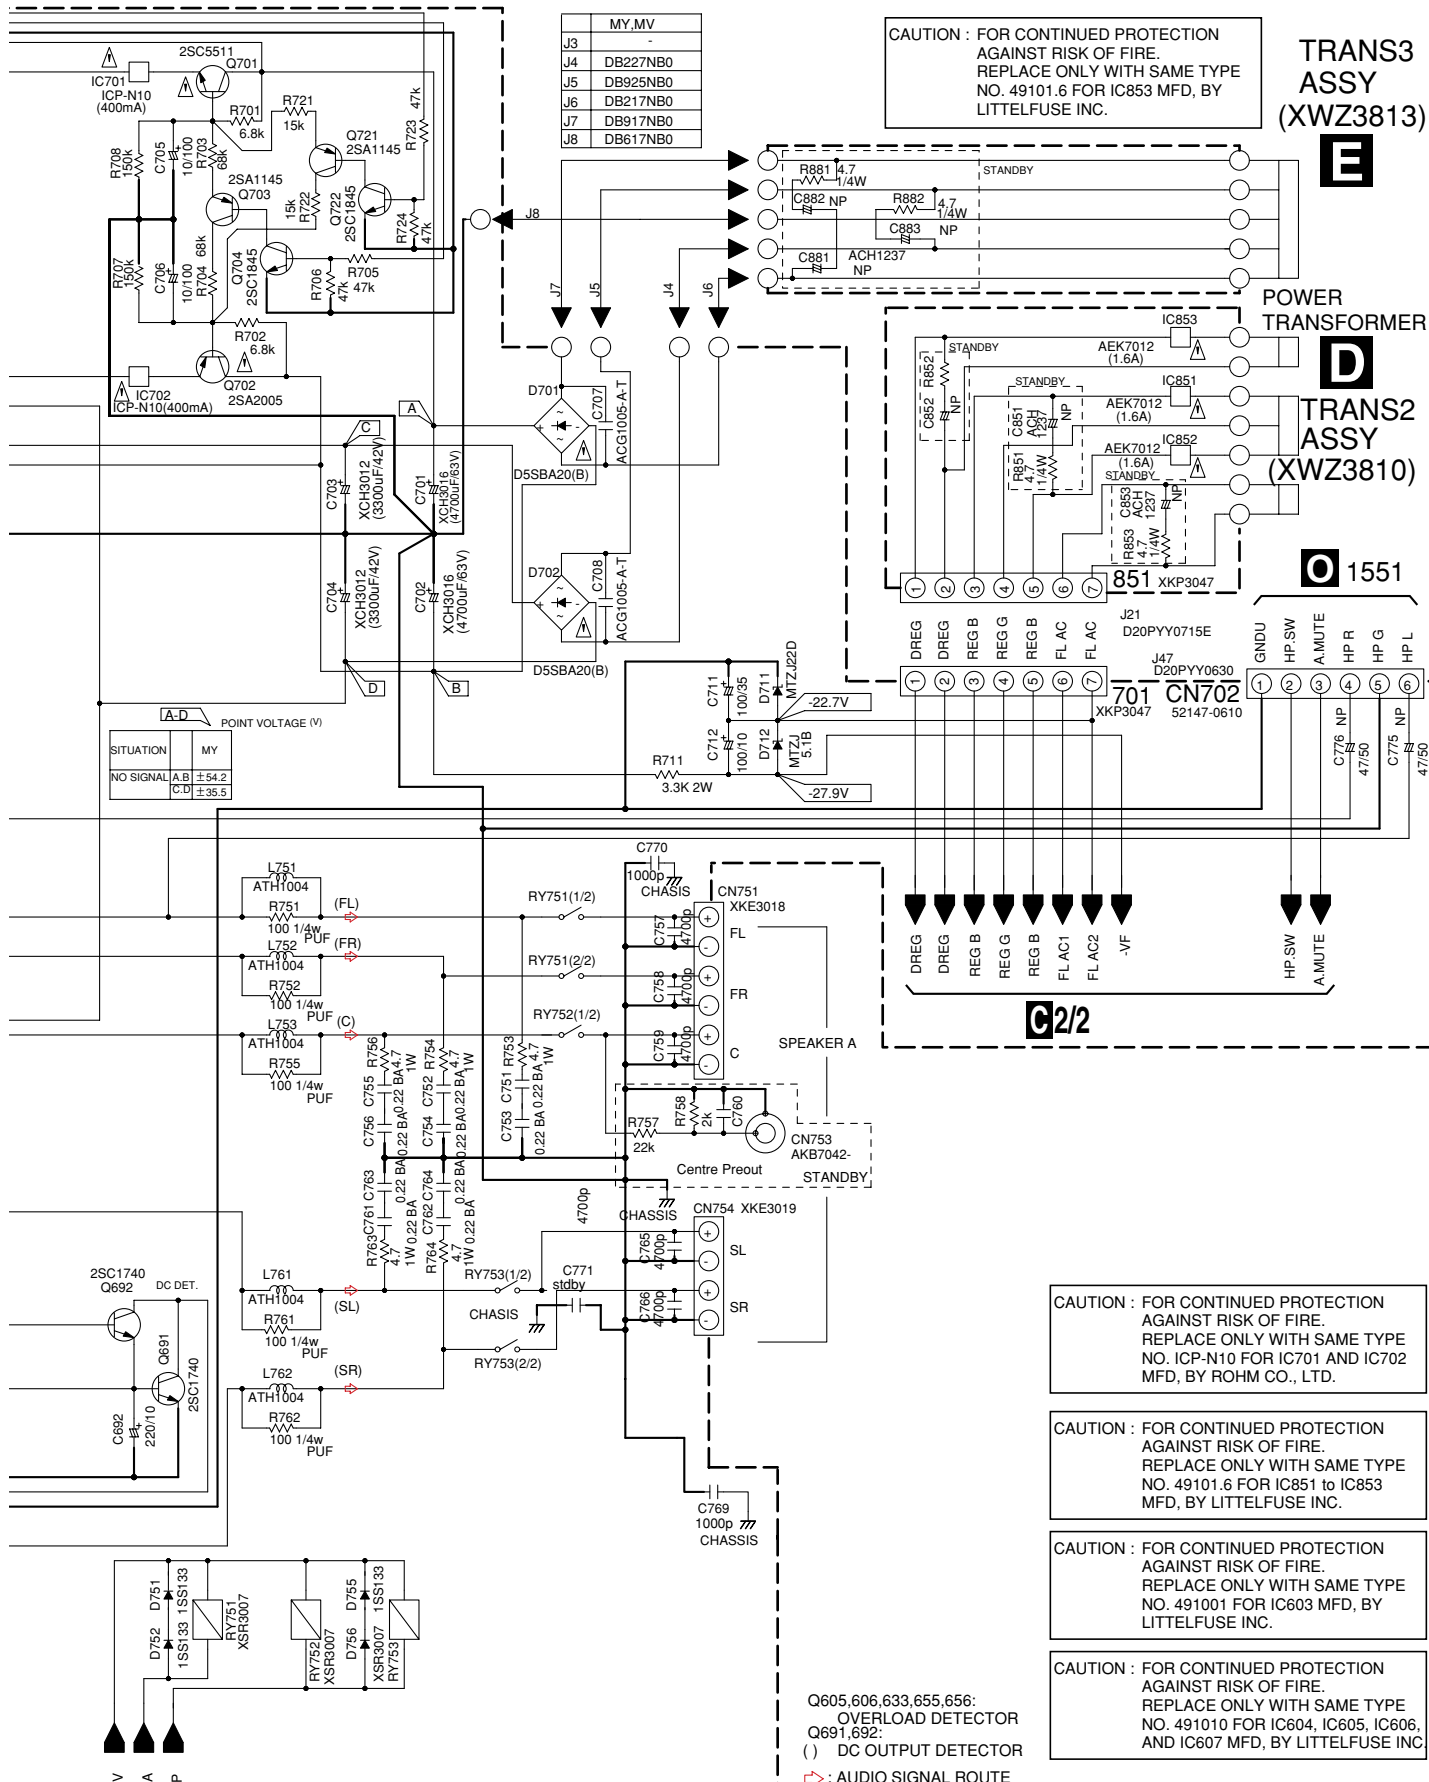 MY,MV
J3 -
J4 DB227NB0
J5 DB925NB0
J6 DB217NB0
J7 DB917NB0
J8 DB617NB0
CAUTION : FOR CONTINUED PROTECTION
AGAINST RISK OF FIRE.
REPLACE ONLY WITH SAME TYPE
NO. 49101.6 FOR IC853 MFD, BY
LITTELFUSE INC.
TRANS3
ASSY
(XWZ3813)
E
2SC5511
Q701
IC701
ICP-N10
(400mA)
R701
6.8k
R721
15k
R723
47k
Q721
2SA1145
R708
150k
C705
10/100
R703
68k
2SA1145
Q703
R722
15k
Q722
2SC1845
R724
47k
R707
150k
C706
10/100
R704
68k
Q704
2SC1845
R706
47k
R705
47k
R702
6.8k
IC702
ICP-N10(400mA)
Q702
2SA2005
J8
J7
J5
J4
J6
R881
4.7
1/4W
C882
NP
R882
4.7
1/4W
NP
C883
C881
ACH1237
NP
STANDBY
POWER
TRANSFORMER
D
TRANS2
ASSY
(XWZ3810)
IC853
AEK7012
(1.6A)
IC851
AEK7012
(1.6A)
IC852
AEK7012
(1.6A)
STANDBY
R852
C852
NP
STANDBY
C851
ACH
1237
NP
R851
4.7
1/4W
STANDBY
C853
ACH
1237
NP
R853
4.7
1/4W
1 2 3 4 5 6 7
851 XKP3047
J21
D20PYY0715E
DREG
DREG
REG B
REG G
REG B
FL AC
FL AC
J47
D20PYY0630
1 2 3 4 5 6 7
701
XKP3047
CN702
52147-0610
O 1551
GNDU
HP.SW
A.MUTE
HP R
HP G
HP L
1 2 3 4 5 6
C776
NP
47/50
C775
NP
47/50
D701
D5SBA20(B)
C707
ACG1005-A-T
D702
D5SBA20(B)
C708
ACG1005-A-T
A
C
C703
XCH3012
(3300uF/42V)
C701
XCH3016
(4700uF/63V)
C704
XCH3012
(3300uF/42V)
C702
XCH3016
(4700uF/63V)
D
B
A-D
POINT VOLTAGE (V)
SITUATION MY
NO SIGNAL A.B ±54.2
C.D ±35.5
C711
100/35
D711
MTZJ22D
-22.7V
C712
100/10
D712
MTZJ
5.1B
-27.9V
R711
3.3K 2W
C770
1000p
CHASIS
CN751
XKE3018
L751
ATH1004
R751
100 1/4w
PUF
(FL)
L752
ATH1004
R752
100 1/4w
PUF
(FR)
L753
ATH1004
R755
100 1/4w
PUF
(C)
RY751(1/2)
RY751(2/2)
RY752(1/2)
C757
4700p
C758
4700p
C759
4700p
+
-
FL
+
-
FR
+
-
C
SPEAKER A
R756
4.7
1W
C755
0.22 BA
C756
0.22 BA
R754
4.7
1W
C752
0.22 BA
C754
0.22 BA
R753
4.7
1W
C751
0.22 BA
C753
0.22 BA
C763
0.22 BA
C761
0.22 BA
R763
4.7
1W
C764
0.22 BA
C762
0.22 BA
R764
4.7
1W
R757
22k
R758
2k
C760
CN753
AKB7042-
Centre Preout
STANDBY
4700p
CHASSIS
CN754 XKE3019
C765
4700p
C766
4700p
+
-
SL
+
-
SR
DREG
DREG
REG B
REG G
REG B
FL AC1
FL AC2
-VF
HP.SW
A.MUTE
C 2/2
2SC1740
Q692
DC DET.
Q691
2SC1740
C692
220/10
L761
ATH1004
R761
100 1/4w
PUF
(SL)
L762
ATH1004
R762
100 1/4w
PUF
(SR)
RY753(1/2)
CHASIS
C771
stdby
RY753(2/2)
C769
1000p
CHASSIS
D751
1SS133
D752
1SS133
RY751
XSR3007
RY752
XSR3007
D755
1SS133
D756
XSR3007
RY753
V
A
P
CAUTION : FOR CONTINUED PROTECTION
AGAINST RISK OF FIRE.
REPLACE ONLY WITH SAME TYPE
NO. ICP-N10 FOR IC701 AND IC702
MFD, BY ROHM CO., LTD.
CAUTION : FOR CONTINUED PROTECTION
AGAINST RISK OF FIRE.
REPLACE ONLY WITH SAME TYPE
NO. 49101.6 FOR IC851 to IC853
MFD, BY LITTELFUSE INC.
CAUTION : FOR CONTINUED PROTECTION
AGAINST RISK OF FIRE.
REPLACE ONLY WITH SAME TYPE
NO. 491001 FOR IC603 MFD, BY
LITTELFUSE INC.
CAUTION : FOR CONTINUED PROTECTION
AGAINST RISK OF FIRE.
REPLACE ONLY WITH SAME TYPE
NO. 491010 FOR IC604, IC605, IC606,
AND IC607 MFD, BY LITTELFUSE INC.
Q605,606,633,655,656:
OVERLOAD DETECTOR
Q691,692:
( ) DC OUTPUT DETECTOR
: AUDIO SIGNAL ROUTE